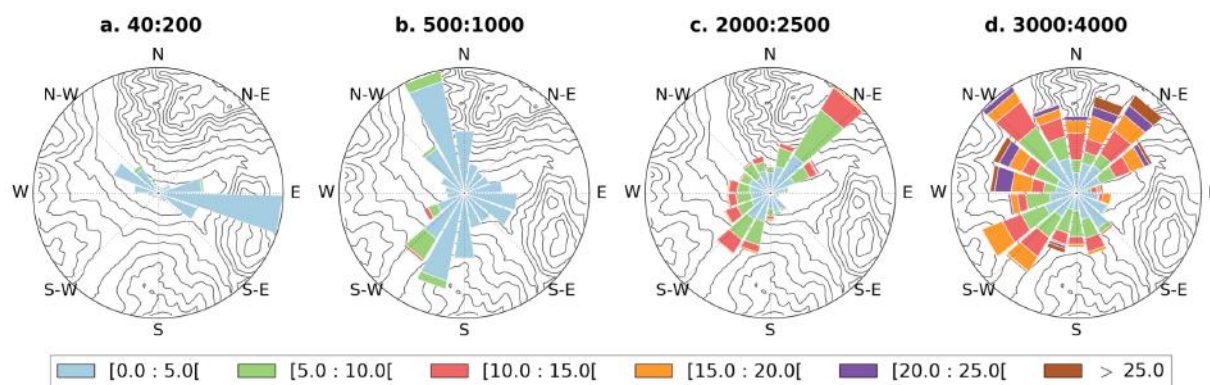 a. 40:200 b. 500:1000 c. 2000:2500 d. 3000:4000
N N N N
N-W N-E N-W N-E N-W N-E N-W N-E
W E W E W E W E
S-W S-E S-W S-E S-W S-E S-W S-E
S S S S
[0.0 : 5.0[ [5.0 : 10.0[ [10.0 : 15.0[ [15.0 : 20.0[ [20.0 : 25.0[ > 25.0